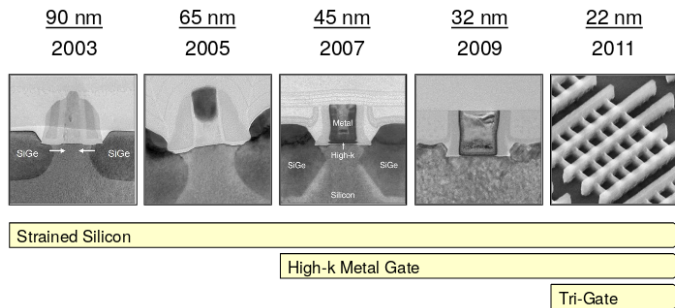 90 nm 65 nm 45 nm 32 nm 22 nm
2003 2005 2007 2009 2011
Metal
SiGe SiGe High-k SiGe SiGe
Silicon
Strained Silicon
High-k Metal Gate
Tri-Gate